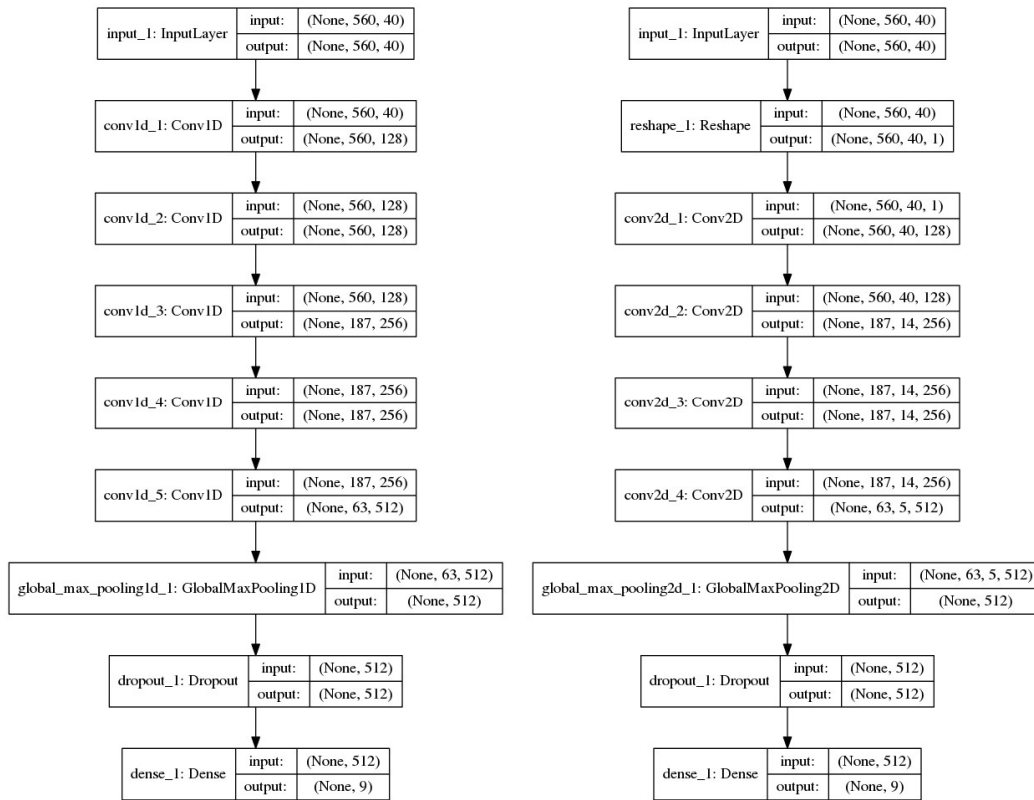 input_1: InputLayer
input: (None, 560, 40)
output: (None, 560, 40)
conv1d_1: Conv1D
input: (None, 560, 40)
output: (None, 560, 128)
conv1d_2: Conv1D
input: (None, 560, 128)
output: (None, 560, 128)
conv1d_3: Conv1D
input: (None, 560, 128)
output: (None, 187, 256)
conv1d_4: Conv1D
input: (None, 187, 256)
output: (None, 187, 256)
conv1d_5: Conv1D
input: (None, 187, 256)
output: (None, 63, 512)
global_max_pooling1d_1: GlobalMaxPooling1D
input: (None, 63, 512)
output: (None, 512)
dropout_1: Dropout
input: (None, 512)
output: (None, 512)
dense_1: Dense
input: (None, 512)
output: (None, 9)
input_1: InputLayer
input: (None, 560, 40)
output: (None, 560, 40)
reshape_1: Reshape
input: (None, 560, 40)
output: (None, 560, 40, 1)
conv2d_1: Conv2D
input: (None, 560, 40, 1)
output: (None, 560, 40, 128)
conv2d_2: Conv2D
input: (None, 560, 40, 128)
output: (None, 187, 14, 256)
conv2d_3: Conv2D
input: (None, 187, 14, 256)
output: (None, 187, 14, 256)
conv2d_4: Conv2D
input: (None, 187, 14, 256)
output: (None, 63, 5, 512)
global_max_pooling2d_1: GlobalMaxPooling2D
input: (None, 63, 5, 512)
output: (None, 512)
dropout_1: Dropout
input: (None, 512)
output: (None, 512)
dense_1: Dense
input: (None, 512)
output: (None, 9)